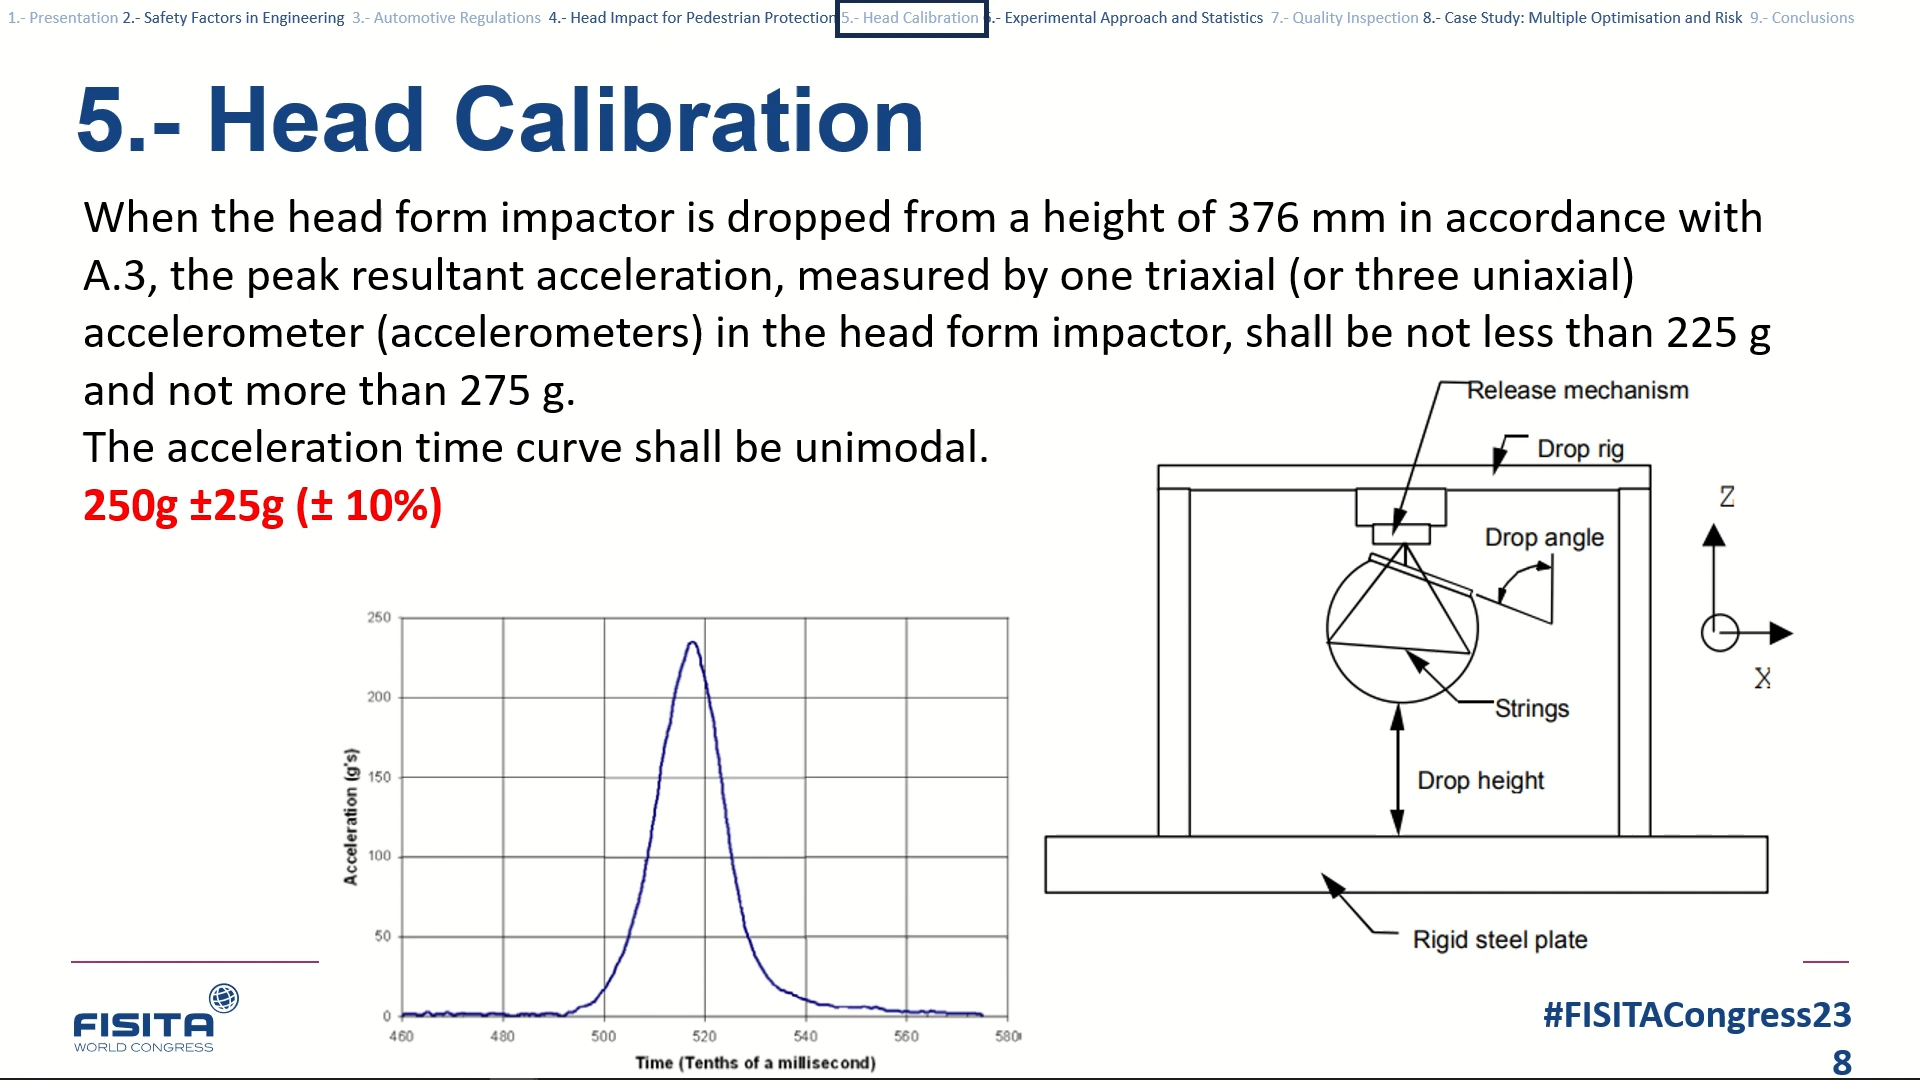 1.- Presentation 2.- Safety Factors in Engineering 3.- Automotive Regulations 4.- Head Impact for Pedestrian Protection 5.- Head Calibration 6.- Experimental Approach and Statistics 7.- Quality Inspection 8.- Case Study: Multiple Optimisation and Risk 9.- Conclusions
5.- Head Calibration
When the head form impactor is dropped from a height of 376 mm in accordance with
A.3, the peak resultant acceleration, measured by one triaxial (or three uniaxial)
accelerometer (accelerometers) in the head form impactor, shall be not less than 225 g
and not more than 275 g.
The acceleration time curve shall be unimodal.
250g ±25g (± 10%)
Release mechanism
Drop rig
Z
Drop angle
X
Strings
Drop height
Rigid steel plate
250
200
150
100
50
0
Acceleration (g's)
460 480 500 520 540 560 580
Time (Tenths of a millisecond)
FISITA
WORLD CONGRESS
#FISITACongress23
8